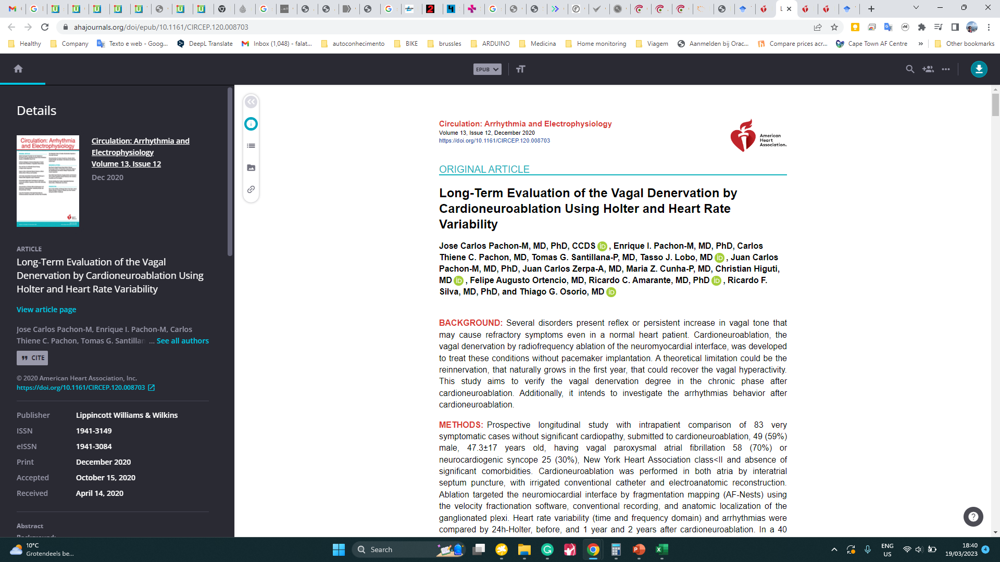 ahajournals.org/doi/epub/10.1161/CIRCEP.120.008703
Healthy
Company
Texto e web - Goog...
DeepL Translate
Inbox (1,048) - falat...
autoconhecimento
BIKE
brussles
ARDUINO
Medicina
Home monitoring
Viagem
Aanmelden bij Orac...
Compare prices acr...
Cape Town AF Centre
»
Other bookmarks
EPUB
Details
Circulation: Arrhythmia and Electrophysiology
Circulation: Arrhythmia and
Electrophysiology
Volume 13, Issue 12
Dec 2020
ARTICLE
Long-Term Evaluation of the Vagal
Denervation by Cardioneuroablation Using
Holter and Heart Rate Variability
View article page
Jose Carlos Pachon-M, Enrique I. Pachon-M, Carlos
Thiene C. Pachon, Tomas G. Santillan ... See all authors
CITE
© 2020 American Heart Association, Inc.
https://doi.org/10.1161/CIRCEP.120.008703
Publisher Lippincott Williams & Wilkins
ISSN 1941-3149
eISSN 1941-3084
Print December 2020
Accepted October 15, 2020
Received April 14, 2020
Abstract
Background:
Circulation: Arrhythmia and Electrophysiology
Volume 13, Issue 12, December 2020
https://doi.org/10.1161/CIRCEP.120.008703
American
Heart
Association.
ORIGINAL ARTICLE
Long-Term Evaluation of the Vagal Denervation by
Cardioneuroablation Using Holter and Heart Rate
Variability
Jose Carlos Pachon-M, MD, PhD, CCDS iD , Enrique I. Pachon-M, MD, PhD, Carlos
Thiene C. Pachon, MD, Tomas G. Santillana-P, MD, Tasso J. Lobo, MD iD , Juan Carlos
Pachon-M, MD, PhD, Juan Carlos Zerpa-A, MD, Maria Z. Cunha-P, MD, Christian Higuti,
MD iD , Felipe Augusto Ortencio, MD, Ricardo C. Amarante, MD, PhD iD , Ricardo F.
Silva, MD, PhD, and Thiago G. Osorio, MD iD
BACKGROUND: Several disorders present reflex or persistent increase in vagal tone that
may cause refractory symptoms even in a normal heart patient. Cardioneuroablation, the
vagal denervation by radiofrequency ablation of the neuromyocardial interface, was developed
to treat these conditions without pacemaker implantation. A theoretical limitation could be the
reinnervation, that naturally grows in the first year, that could recover the vagal hyperactivity.
This study aims to verify the vagal denervation degree in the chronic phase after
cardioneuroablation. Additionally, it intends to investigate the arrhythmias behavior after
cardioneuroablation.
METHODS: Prospective longitudinal study with intrapatient comparison of 83 very
symptomatic cases without significant cardiopathy, submitted to cardioneuroablation, 49 (59%)
male, 47.3±17 years old, having vagal paroxysmal atrial fibrillation 58 (70%) or
neurocardiogenic syncope 25 (30%), New York Heart Association class<II and absence of
significant comorbidities. Cardioneuroablation was performed in both atria by interatrial
septum puncture, with irrigated conventional catheter and electroanatomic reconstruction.
Ablation targeted the neuromiocardial interface by fragmentation mapping (AF-Nests) using
the velocity fractionation software, conventional recording, and anatomic localization of the
ganglionated plexi. Heart rate variability (time and frequency domain) and arrhythmias were
compared by 24h-Holter, before, and 1 year and 2 years after cardioneuroablation. In a 40
10°C
Grotendeels be...
Search
ENG
US
18:40
19/03/2023
4